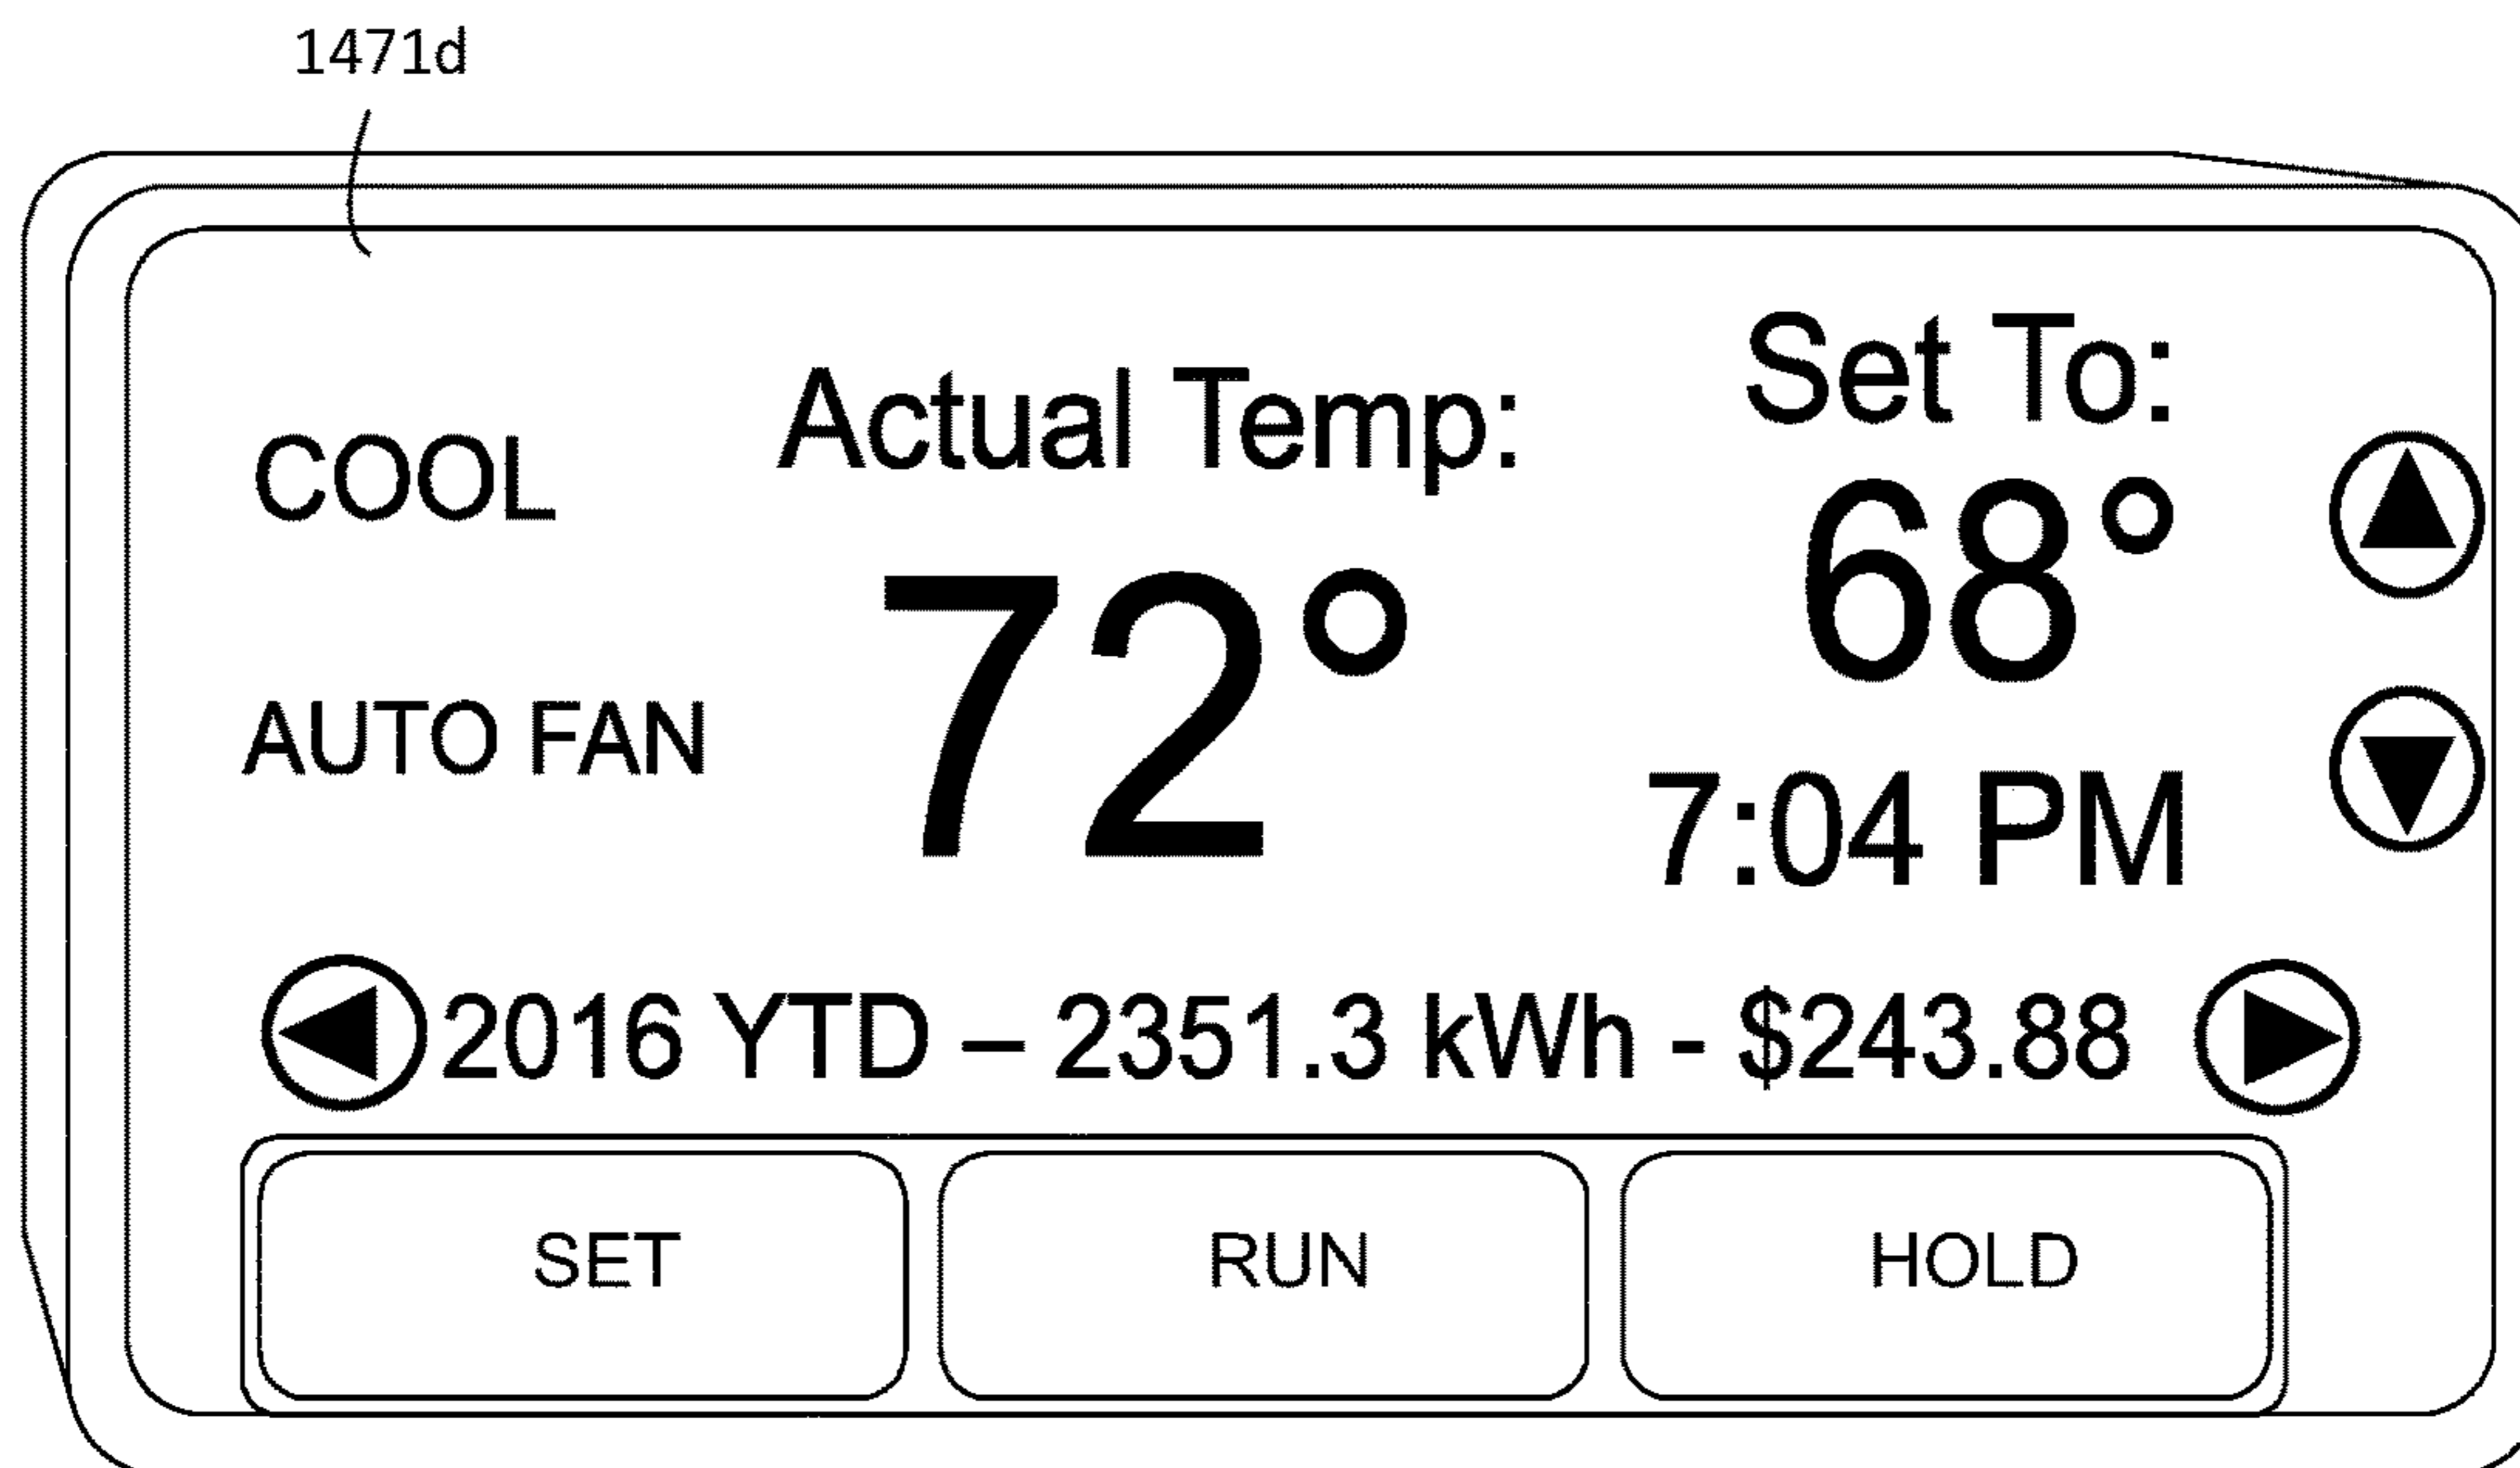 1471d
Set To:
Actual Temp:
COOL
68°
72°
AUTO FAN
7:04 PM
2016 YTD – 2351.3 kWh - $243.88
SET
RUN
HOLD